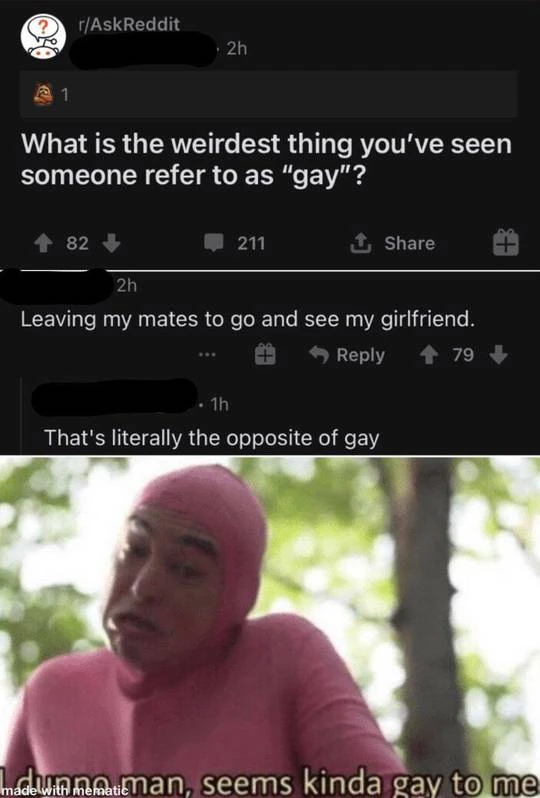 r/AskReddit
2h
1
What is the weirdest thing you've seen
someone refer to as “gay”?
82
211
Share
2h
Leaving my mates to go and see my girlfriend.
Reply
79
• 1h
That's literally the opposite of gay
I dunno man, seems kinda gay to me
made with mematic